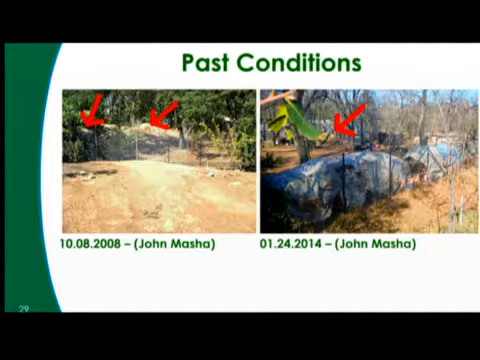 Past Conditions
10.08.2008 – (John Masha)
01.24.2014 – (John Masha)
29